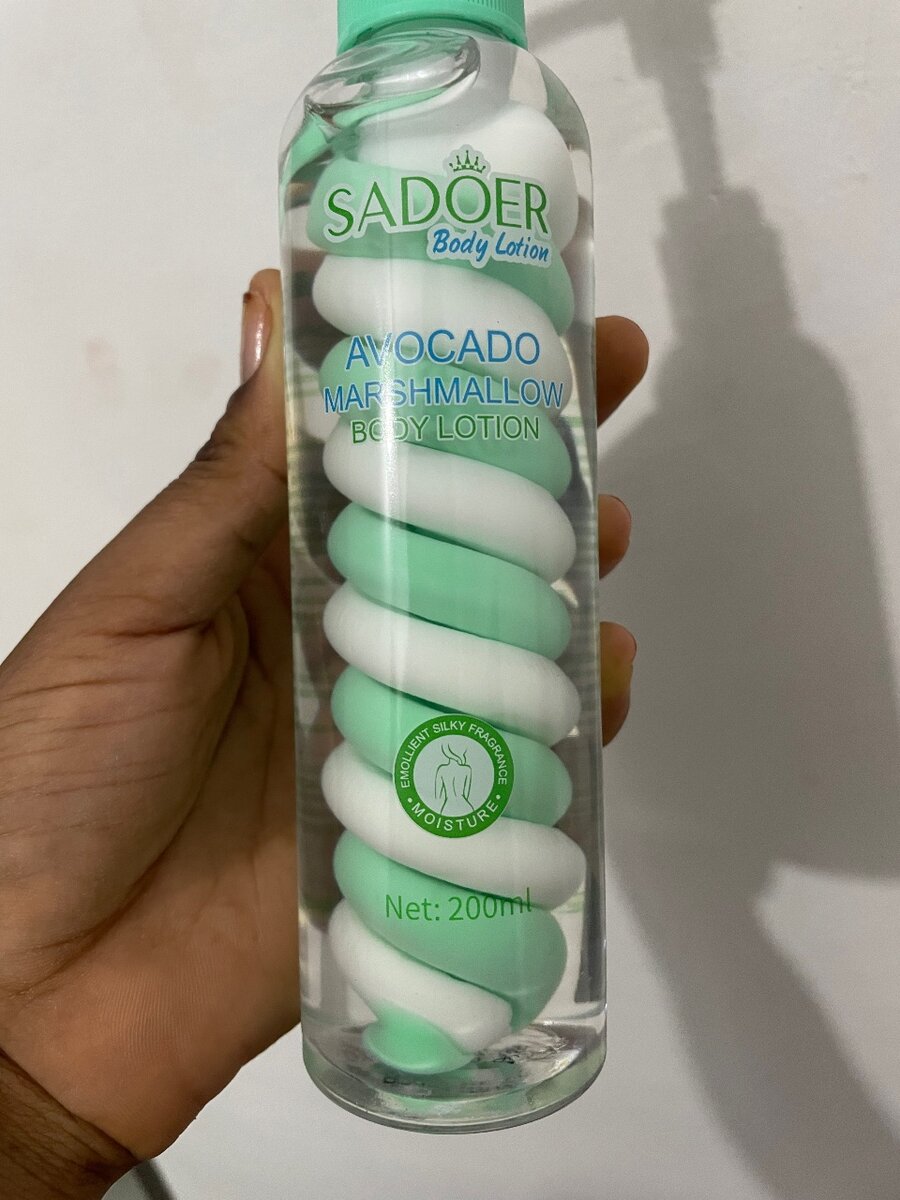 SADOER
Body Lotion
AVOCADO
MARSHMALLOW
BODY LOTION
EMOLLIENT SILKY FRAGRANCE
• MOISTURE •
Net: 200ml